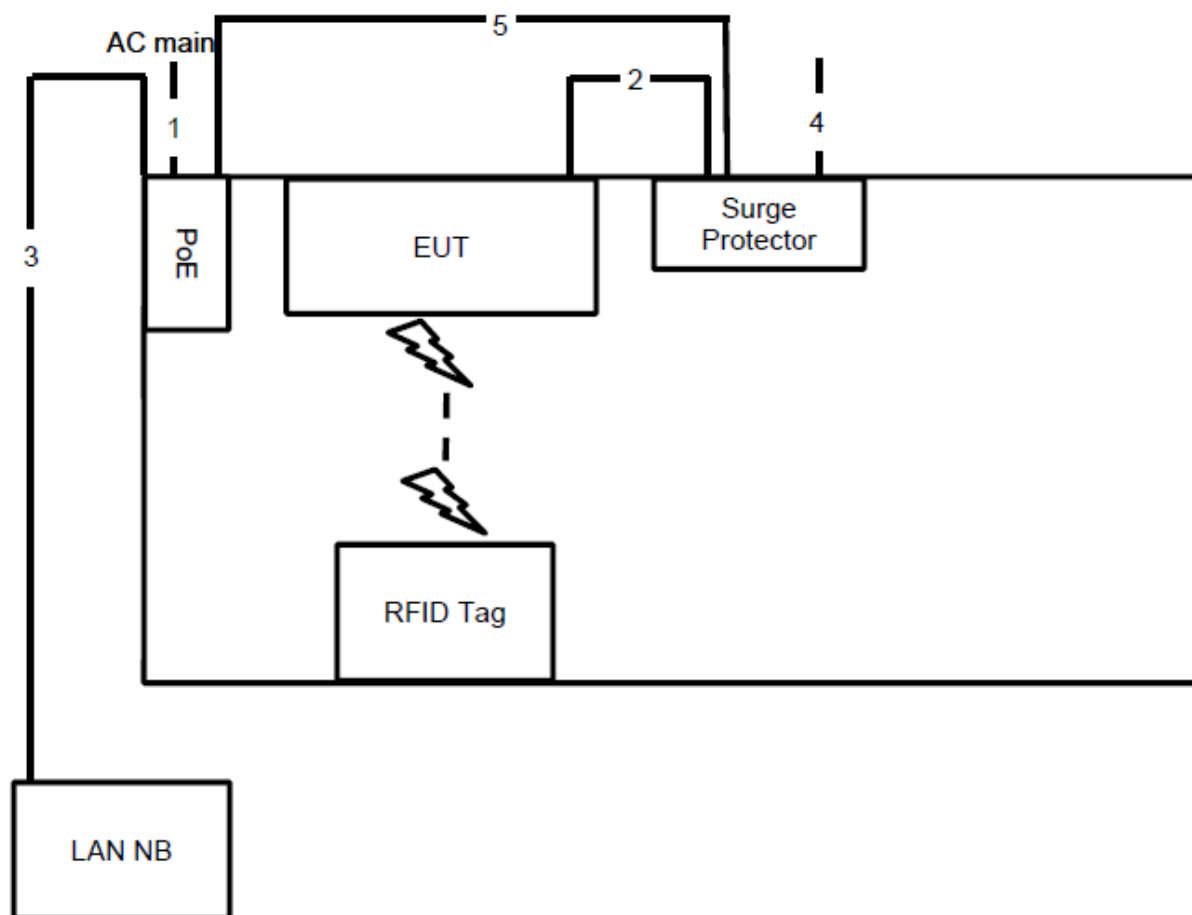 5
AC main
2
1
4
PoE
EUT
Surge
Protector
3
RFID Tag
LAN NB